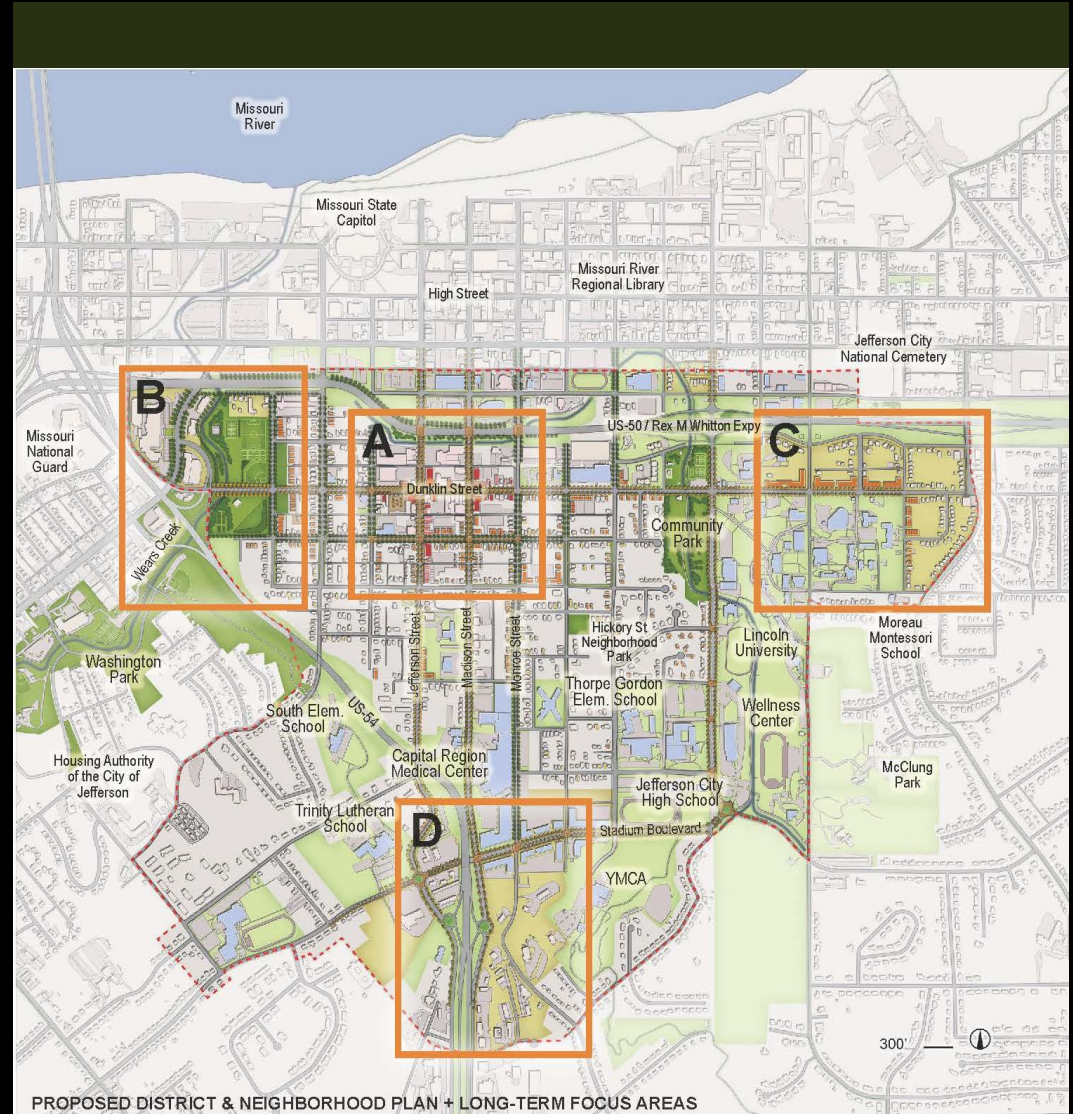 Missouri
River
Missouri State
Capitol
Missouri River
Regional Library
High Street
Jefferson City
National Cemetery
B
A
US-50 / Rex M Whitton Expy
C
Missouri
National
Guard
Dunklin Street
Community
Park
Wears Creek
Jefferson Street
Madison Street
Monroe Street
Hickory St
Neighborhood
Park
Lincoln
University
Moreau
Montessori
School
Washington
Park
South Elem.
School
US-54
Thorpe Gordon
Elem. School
Wellness
Center
Housing Authority
of the City of
Jefferson
Capital Region
Medical Center
McClung
Park
Trinity Lutheran
School
Jefferson City
High School
D
Stadium Boulevard
YMCA
300'
PROPOSED DISTRICT & NEIGHBORHOOD PLAN + LONG-TERM FOCUS AREAS